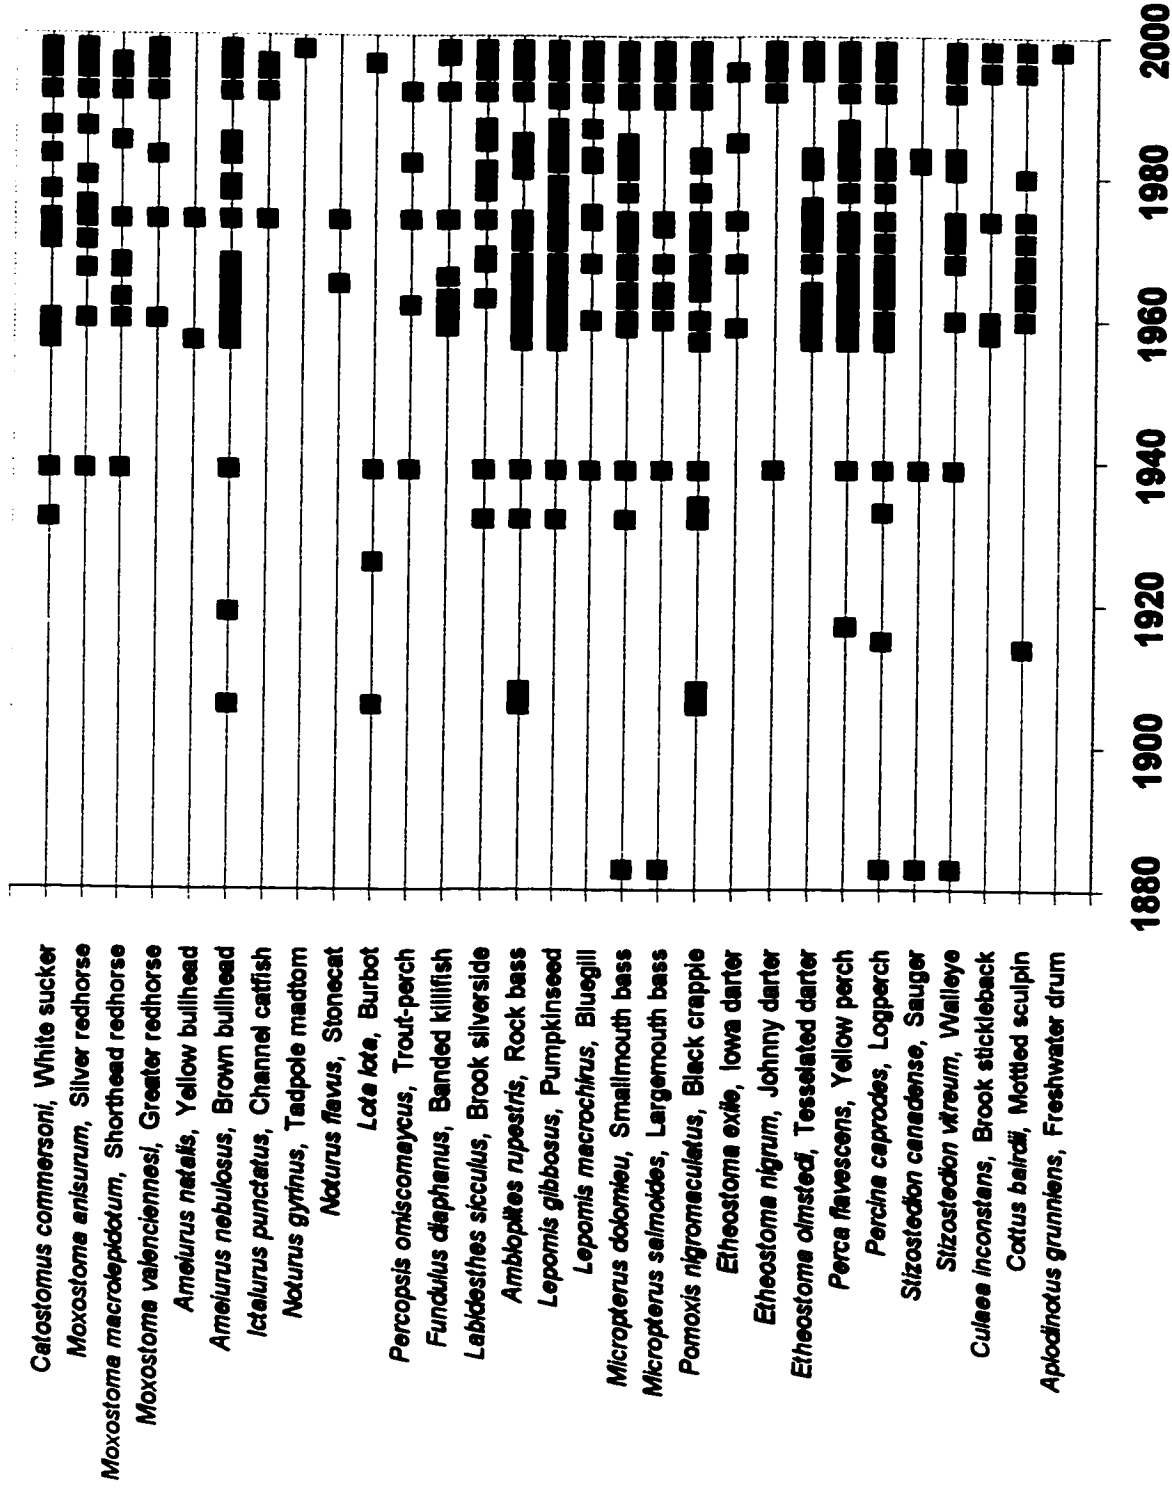 Catostomus commersoni, White sucker
Moxostoma anisurum, Silver redhorse
Moxostoma macrolepidotum, Shorthead redhorse
Moxostoma valenciennesi, Greater redhorse
Ameiurus natalis, Yellow bullhead
Ameiurus nebulosus, Brown bullhead
Ictalurus punctatus, Channel catfish
Noturus gyrinus, Tadpole madtom
Noturus flavus, Stonecat
Lota lota, Burbot
Percopsis omiscomaycus, Trout-perch
Fundulus diaphanus, Banded killifish
Labidesthes sicculus, Brook silverside
Ambloplites rupestris, Rock bass
Lepomis gibbosus, Pumpkinseed
Lepomis macrochirus, Bluegill
Micropterus dolomieu, Smallmouth bass
Micropterus salmoides, Largemouth bass
Pomoxis nigromaculatus, Black crappie
Etheostoma exile, Iowa darter
Etheostoma nigrum, Johnny darter
Etheostoma olmstedi, Tesselated darter
Perca flavescens, Yellow perch
Percina caprodes, Logperch
Stizostedion canadense, Sauger
Stizostedion vitreum, Walleye
Culaea inconstans, Brook stickleback
Cottus bairdii, Mottled sculpin
Aplodinotus grunniens, Freshwater drum
1880 1900 1920 1940 1960 1980 2000